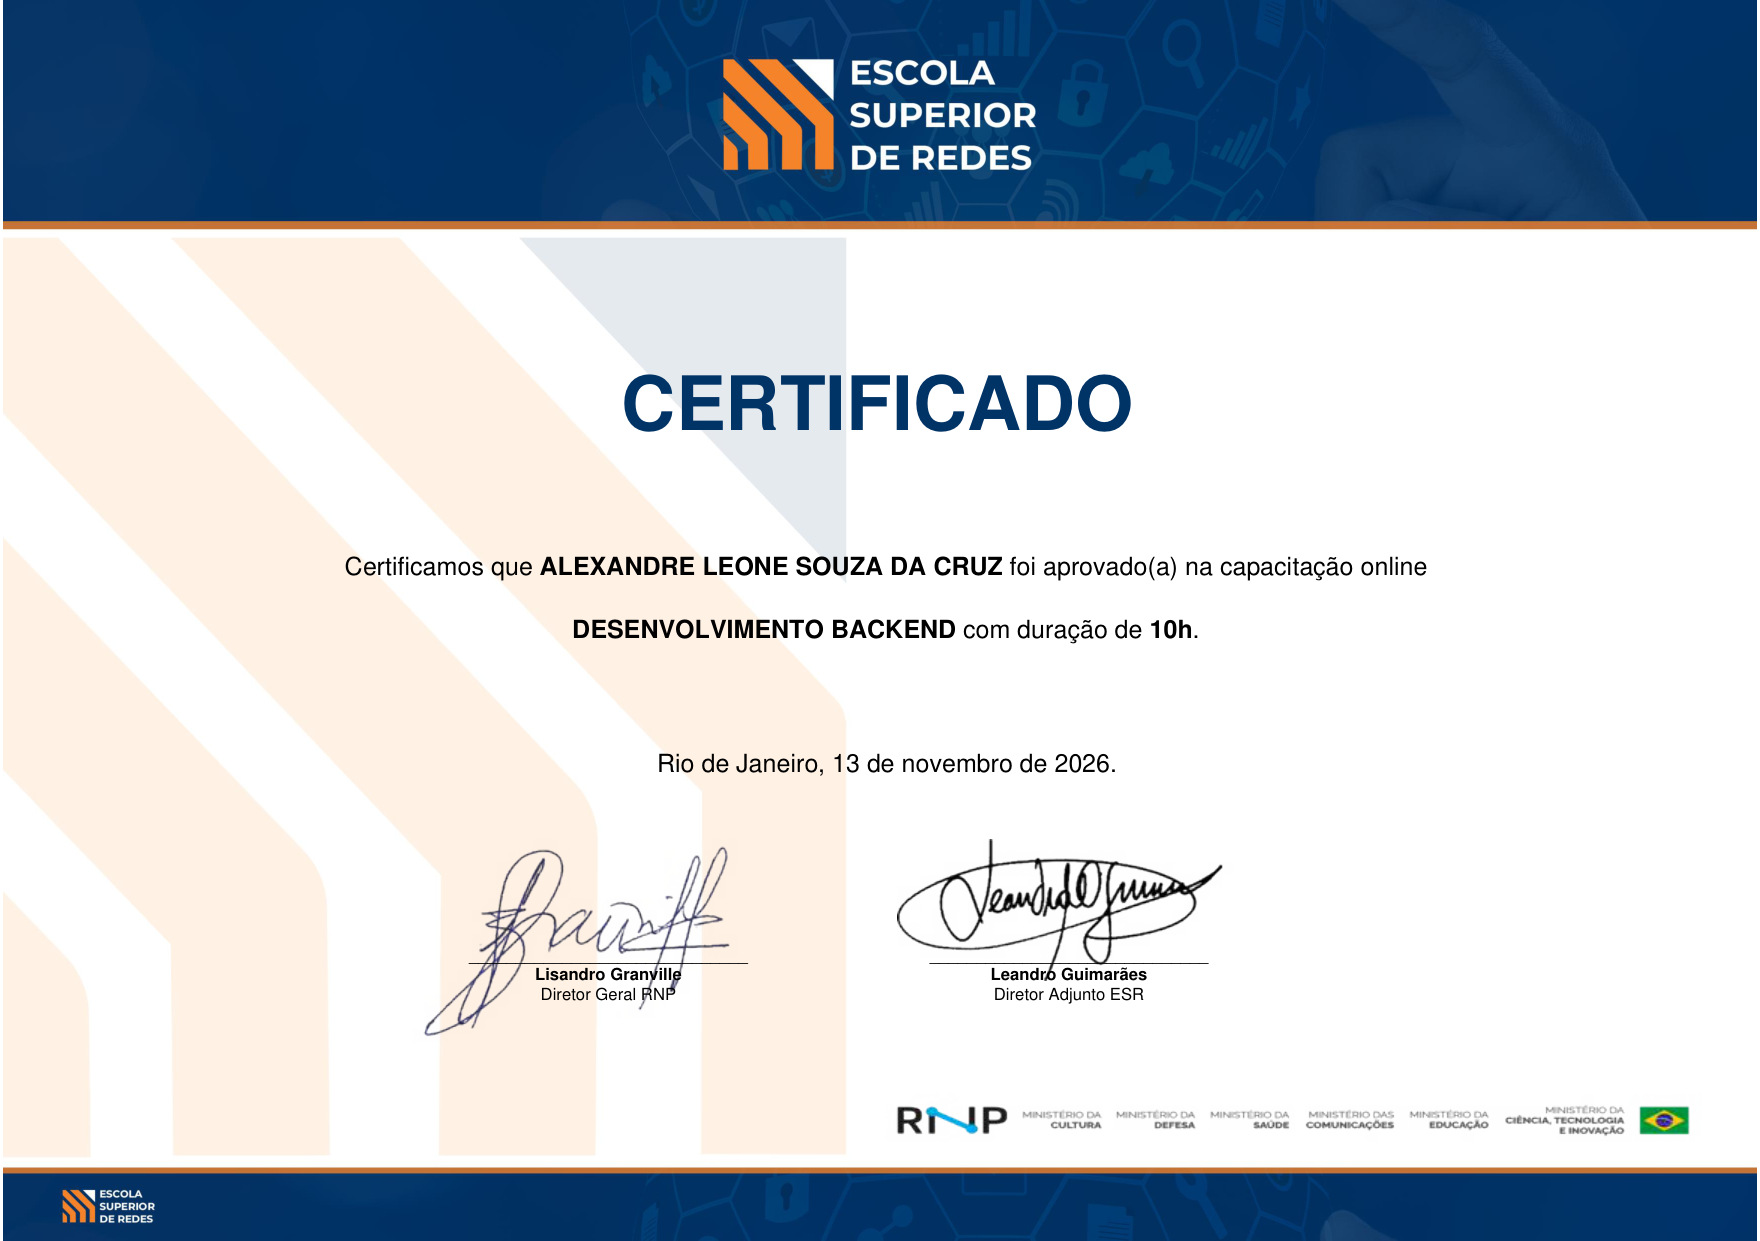 ESCOLA
SUPERIOR
DE REDES
CERTIFICADO
Certificamos que ALEXANDRE LEONE SOUZA DA CRUZ foi aprovado(a) na capacitação online
DESENVOLVIMENTO BACKEND com duração de 10h.
Rio de Janeiro, 13 de novembro de 2026.
Lisandro Granville
Diretor Geral RNP
Leandro Guimarães
Diretor Adjunto ESR
RNP
MINISTÉRIO DA
CULTURA
MINISTÉRIO DA
DEFESA
MINISTÉRIO DA
SAÚDE
MINISTÉRIO DAS
COMUNICAÇÕES
MINISTÉRIO DA
EDUCAÇÃO
MINISTÉRIO DA
CIÊNCIA, TECNOLOGIA
E INOVAÇÃO
ESCOLA
SUPERIOR
DE REDES